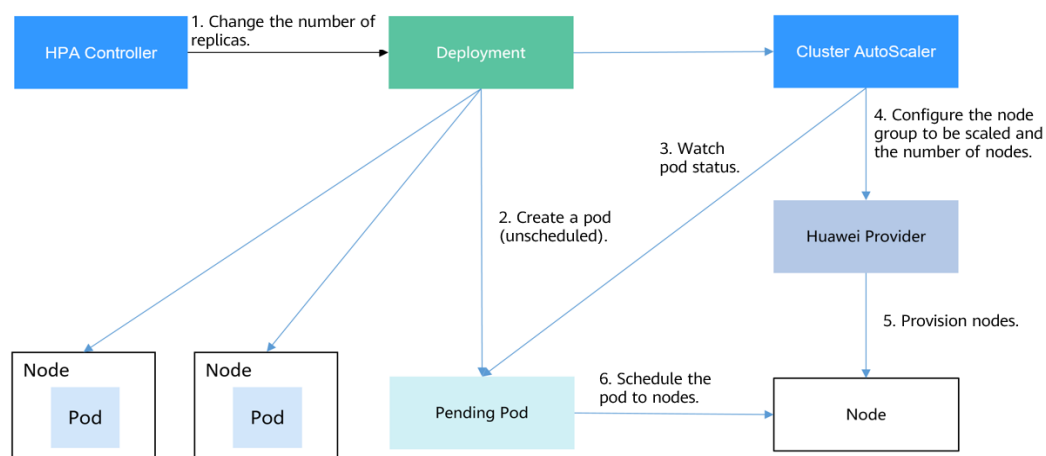 1. Change the number of
replicas.
HPA Controller
Deployment
Cluster AutoScaler
4. Configure the node
group to be scaled and
the number of nodes.
3. Watch
pod status.
2. Create a pod
(unscheduled).
Huawei Provider
5. Provision nodes.
Node
Pod
Node
Pod
6. Schedule the
pod to nodes.
Pending Pod
Node